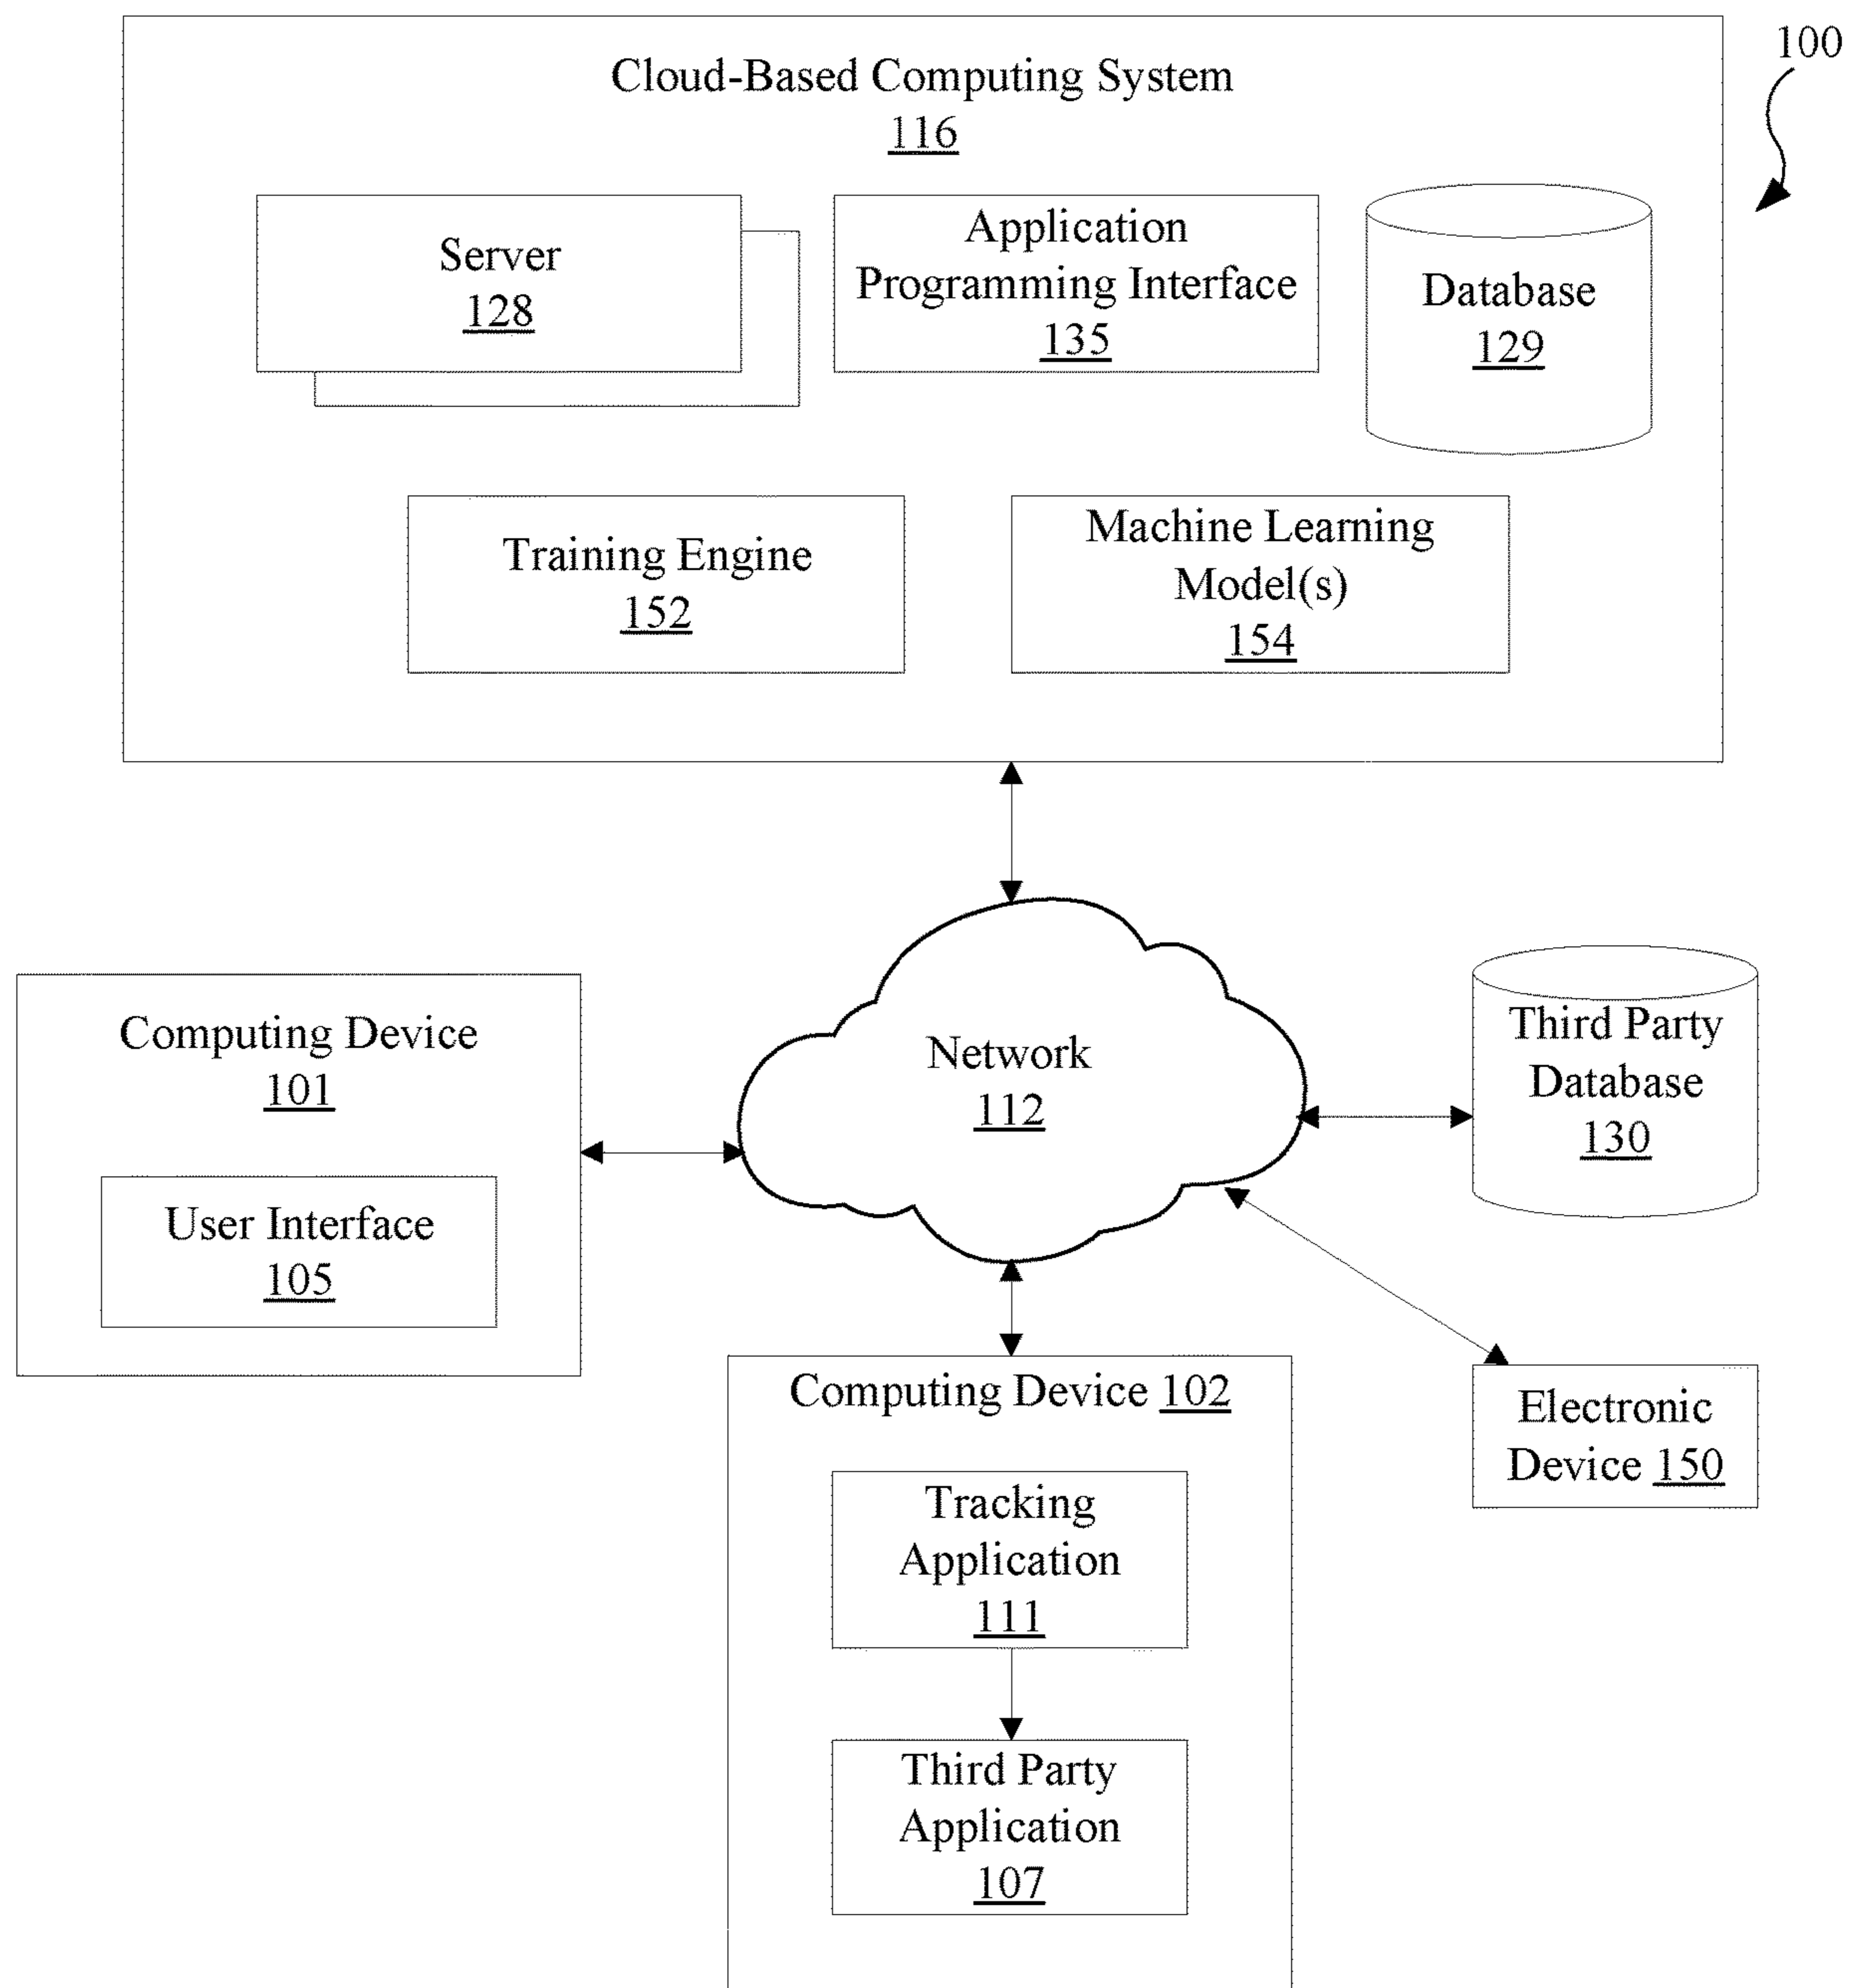 100
Cloud-Based Computing System
116
Server
128
Application
Programming Interface
135
Database
129
Training Engine
152
Machine Learning
Model(s)
154
Computing Device
101
User Interface
105
Network
112
Third Party
Database
130
Electronic
Device 150
Computing Device 102
Tracking
Application
111
Third Party
Application
107